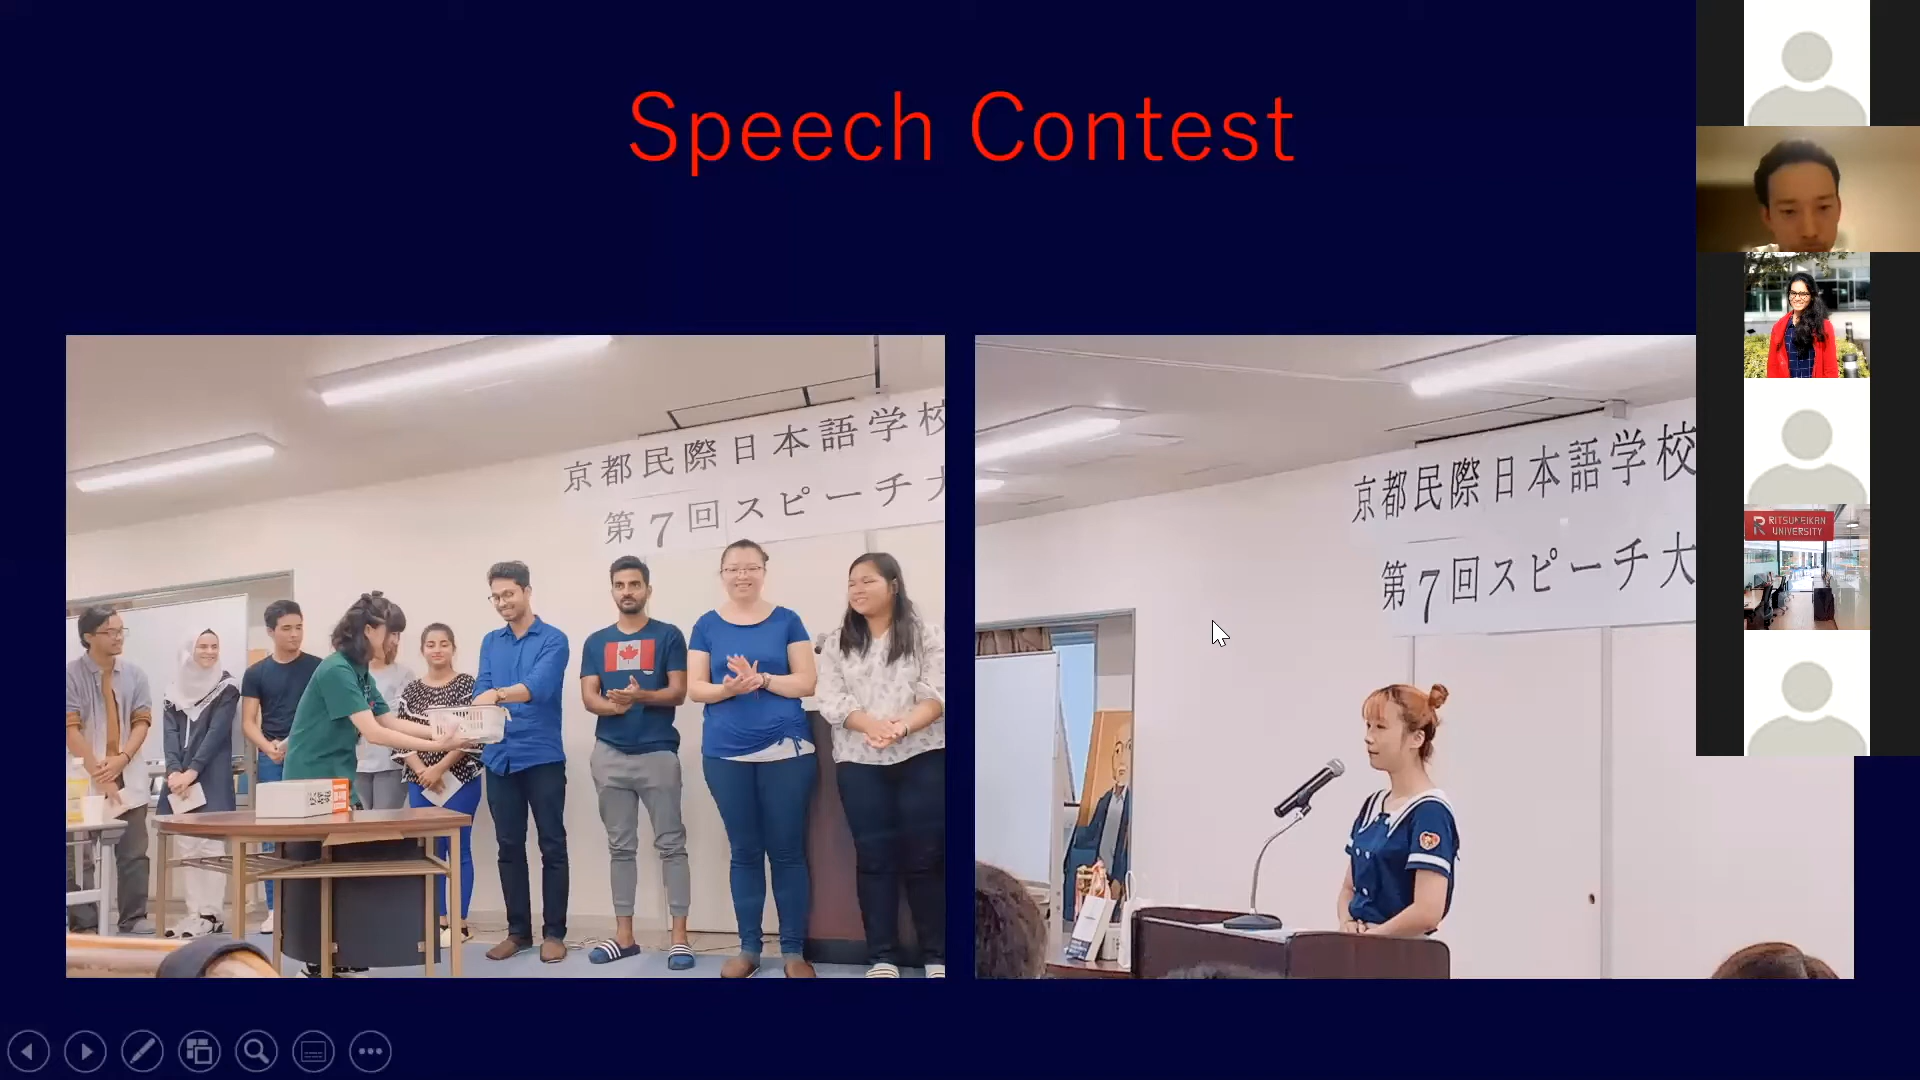 Speech Contest
京都民際日本語学校
第7回スピーチ大
京都民際日本語学校
第7回スピーチ大
RITSUMEIKAN
UNIVERSITY